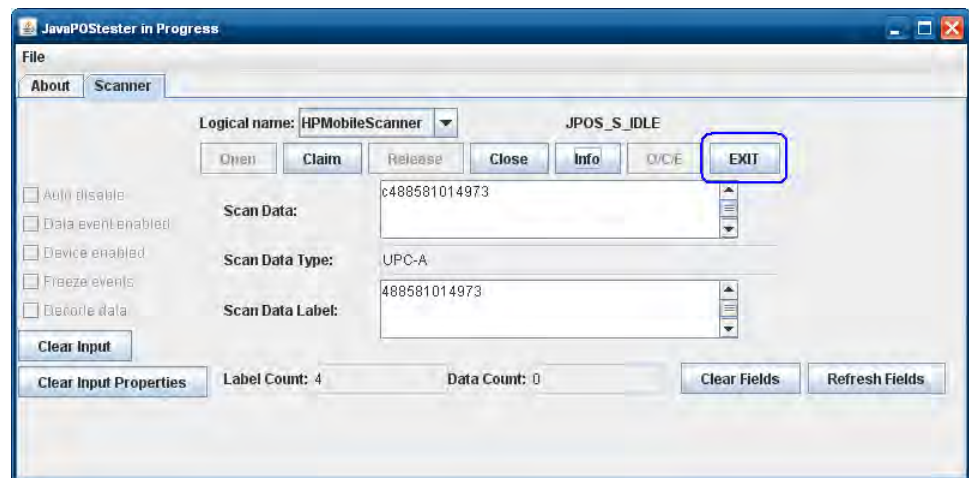 JavaPOStester in Progress
File
About Scanner
Logical name: HPMobileScanner JPOS_S_IDLE
Open Claim Release Close Info O/C/E EXIT
Auto disable
Data event enabled
Device enabled
Freeze events
Decode data
Scan Data: c488581014973
Scan Data Type: UPC-A
Scan Data Label: 488581014973
Clear Input
Clear Input Properties Label Count: 4 Data Count: 0 Clear Fields Refresh Fields